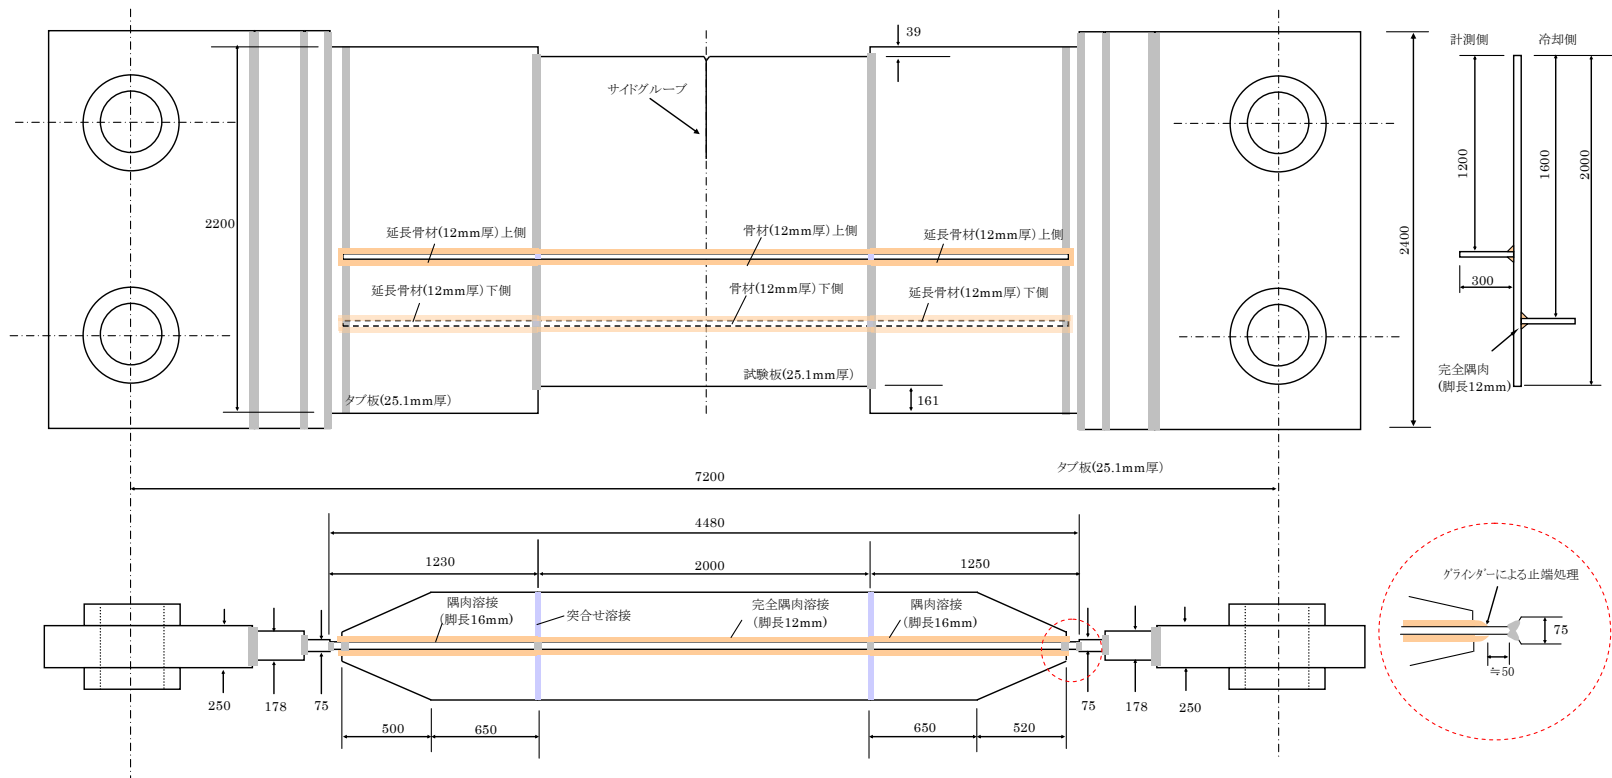 39
計測側
冷却側
サイドグルーブ
1200
1600
2000
2200
延長骨材(12mm厚)上側
骨材(12mm厚)上側
延長骨材(12mm厚)上側
2400
300
延長骨材(12mm厚)下側
骨材(12mm厚)下側
延長骨材(12mm厚)下側
試験板(25.1mm厚)
完全隅肉
(脚長12mm)
タブ板(25.1mm厚)
161
タブ板(25.1mm厚)
7200
4480
1230
2000
1250
グラインダーによる止端処理
隅肉溶接
(脚長16mm)
突合せ溶接
完全隅肉溶接
(脚長12mm)
隅肉溶接
(脚長16mm)
75
≒50
250
178
75
75
178
250
500
650
650
520